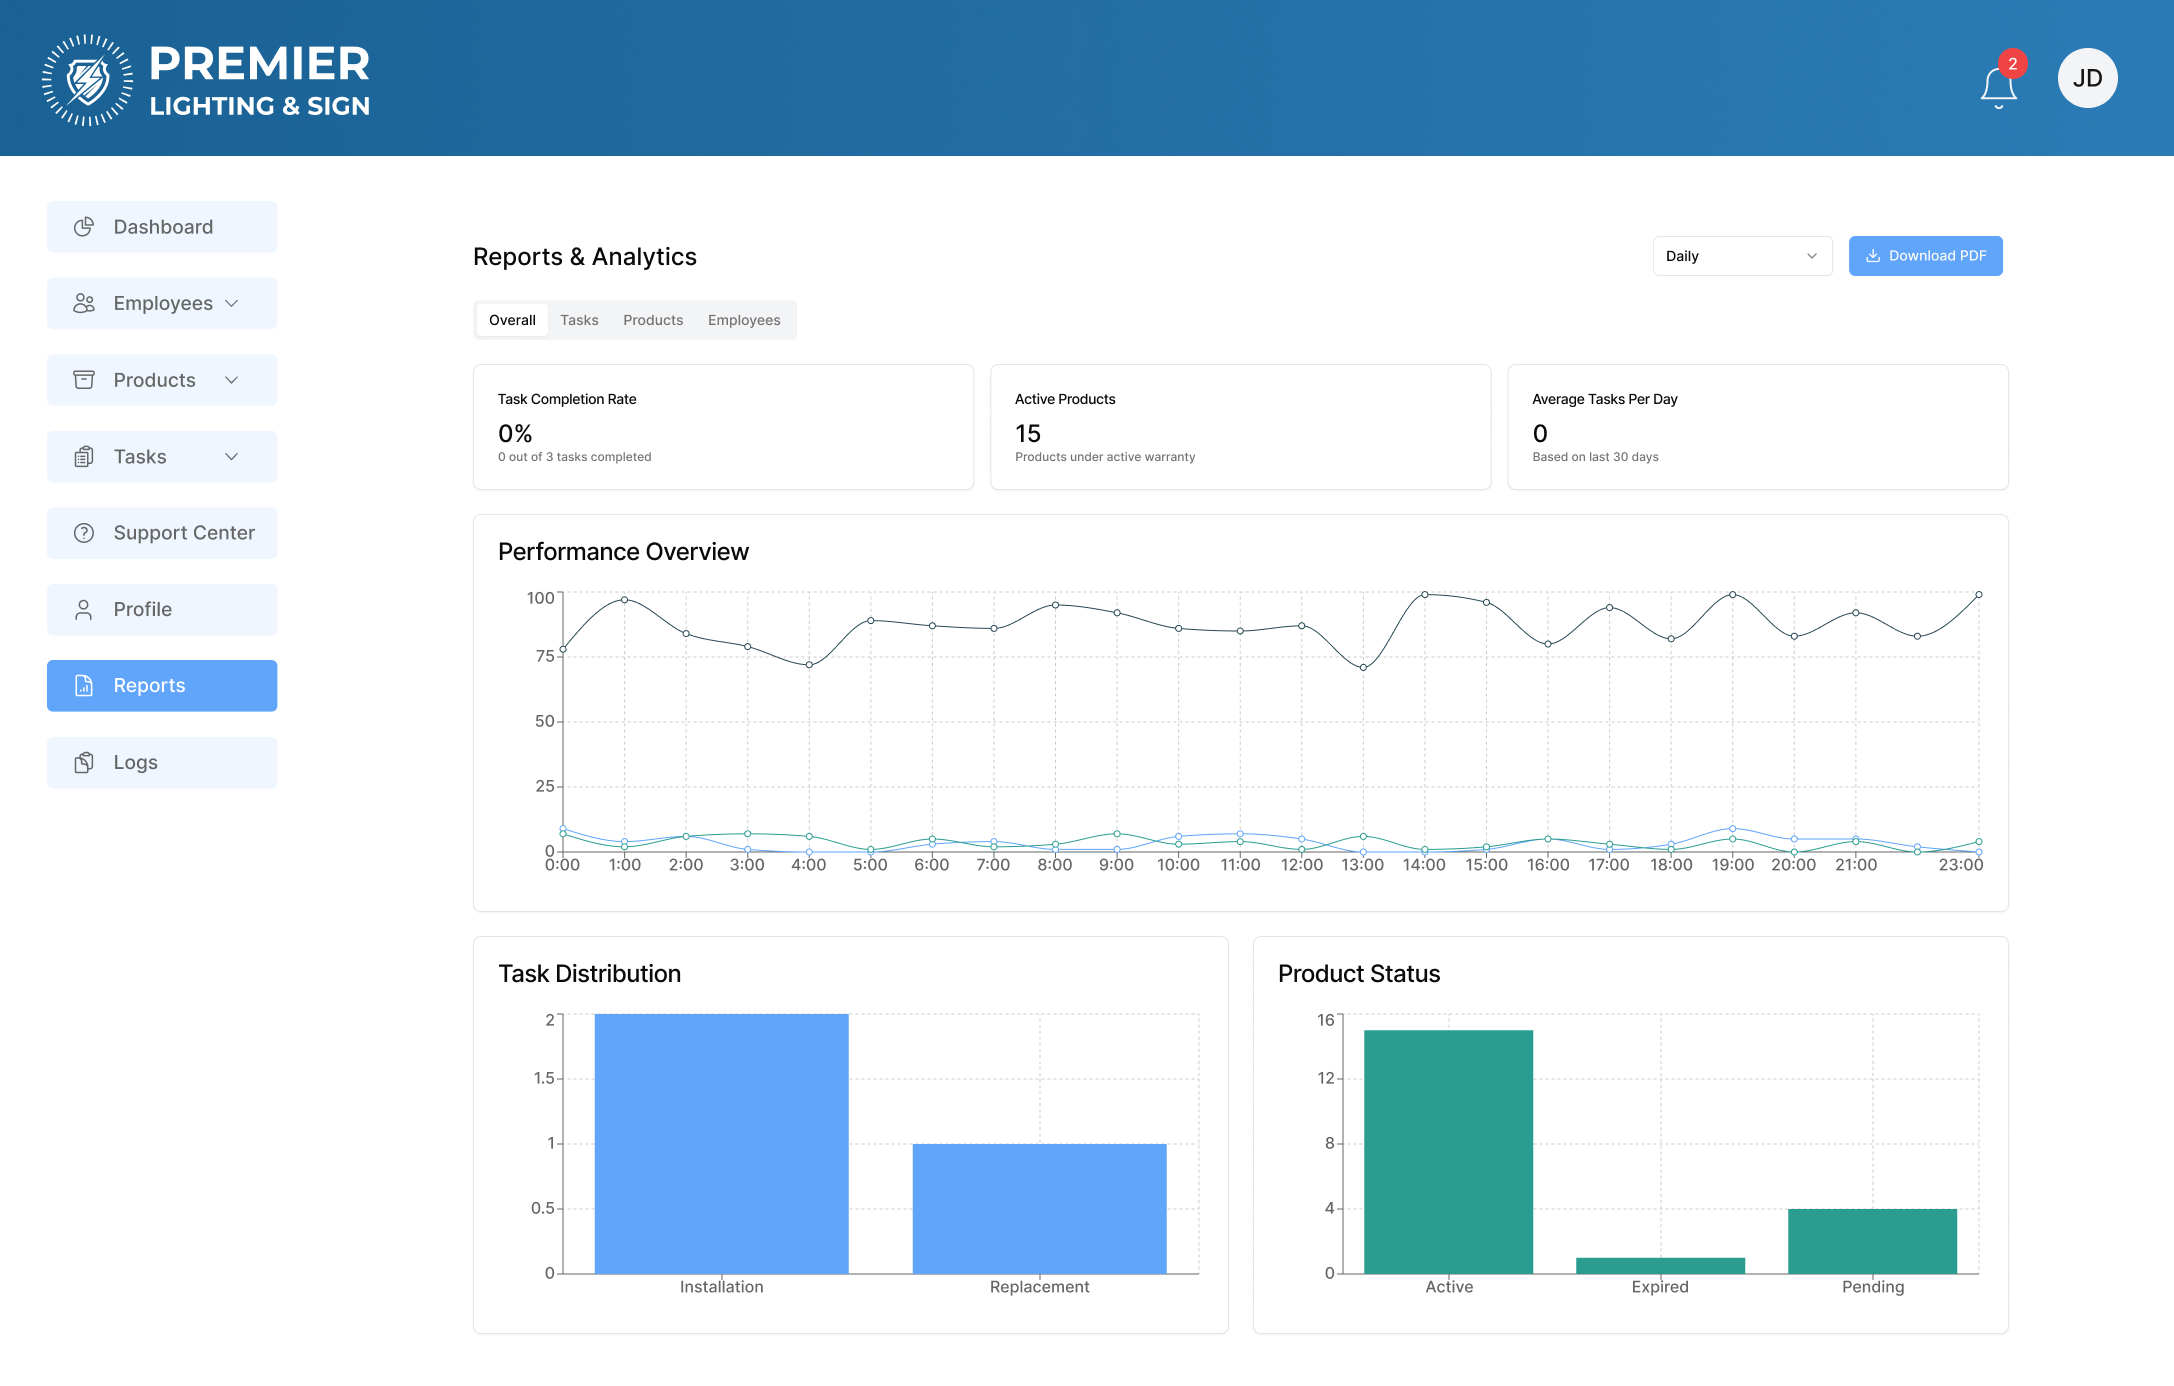 PREMIER
LIGHTING & SIGN
2
JD
Dashboard
Employees
Products
Tasks
Support Center
Profile
Reports
Logs
Reports & Analytics
Daily
Download PDF
Overall Tasks Products Employees
Task Completion Rate
0%
0 out of 3 tasks completed
Active Products
15
Products under active warranty
Average Tasks Per Day
0
Based on last 30 days
Performance Overview
100
75
50
25
0
0:00 1:00 2:00 3:00 4:00 5:00 6:00 7:00 8:00 9:00 10:00 11:00 12:00 13:00 14:00 15:00 16:00 17:00 18:00 19:00 20:00 21:00 23:00
Task Distribution
2
1.5
1
0.5
0
Installation Replacement
Product Status
16
12
8
4
0
Active Expired Pending